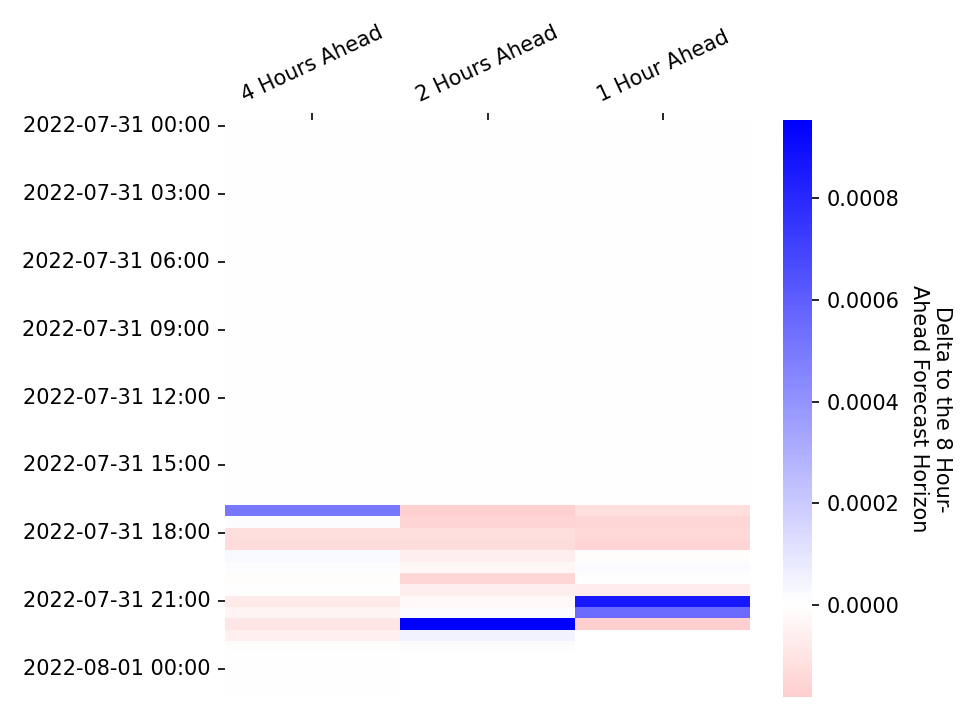 4 Hours Ahead
2 Hours Ahead
1 Hour Ahead
2022-07-31 00:00
2022-07-31 03:00
2022-07-31 06:00
2022-07-31 09:00
2022-07-31 12:00
2022-07-31 15:00
2022-07-31 18:00
2022-07-31 21:00
2022-08-01 00:00
0.0008
0.0006
0.0004
0.0002
0.0000
Delta to the 8 Hour-
Ahead Forecast Horizon